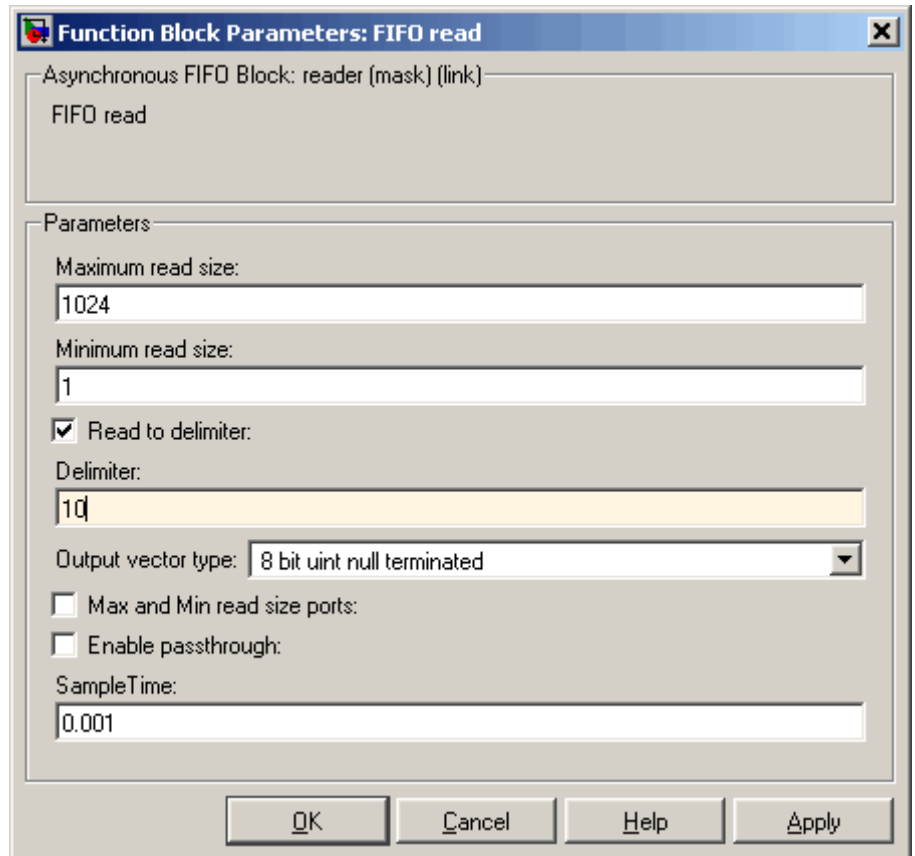 Function Block Parameters: FIFO read
Asynchronous FIFO Block: reader (mask) (link)
FIFO read
Parameters
Maximum read size:
1024
Minimum read size:
1
Read to delimiter:
Delimiter:
10
Output vector type: 8 bit uint null terminated
Max and Min read size ports:
Enable passthrough:
SampleTime:
0.001
OK Cancel Help Apply